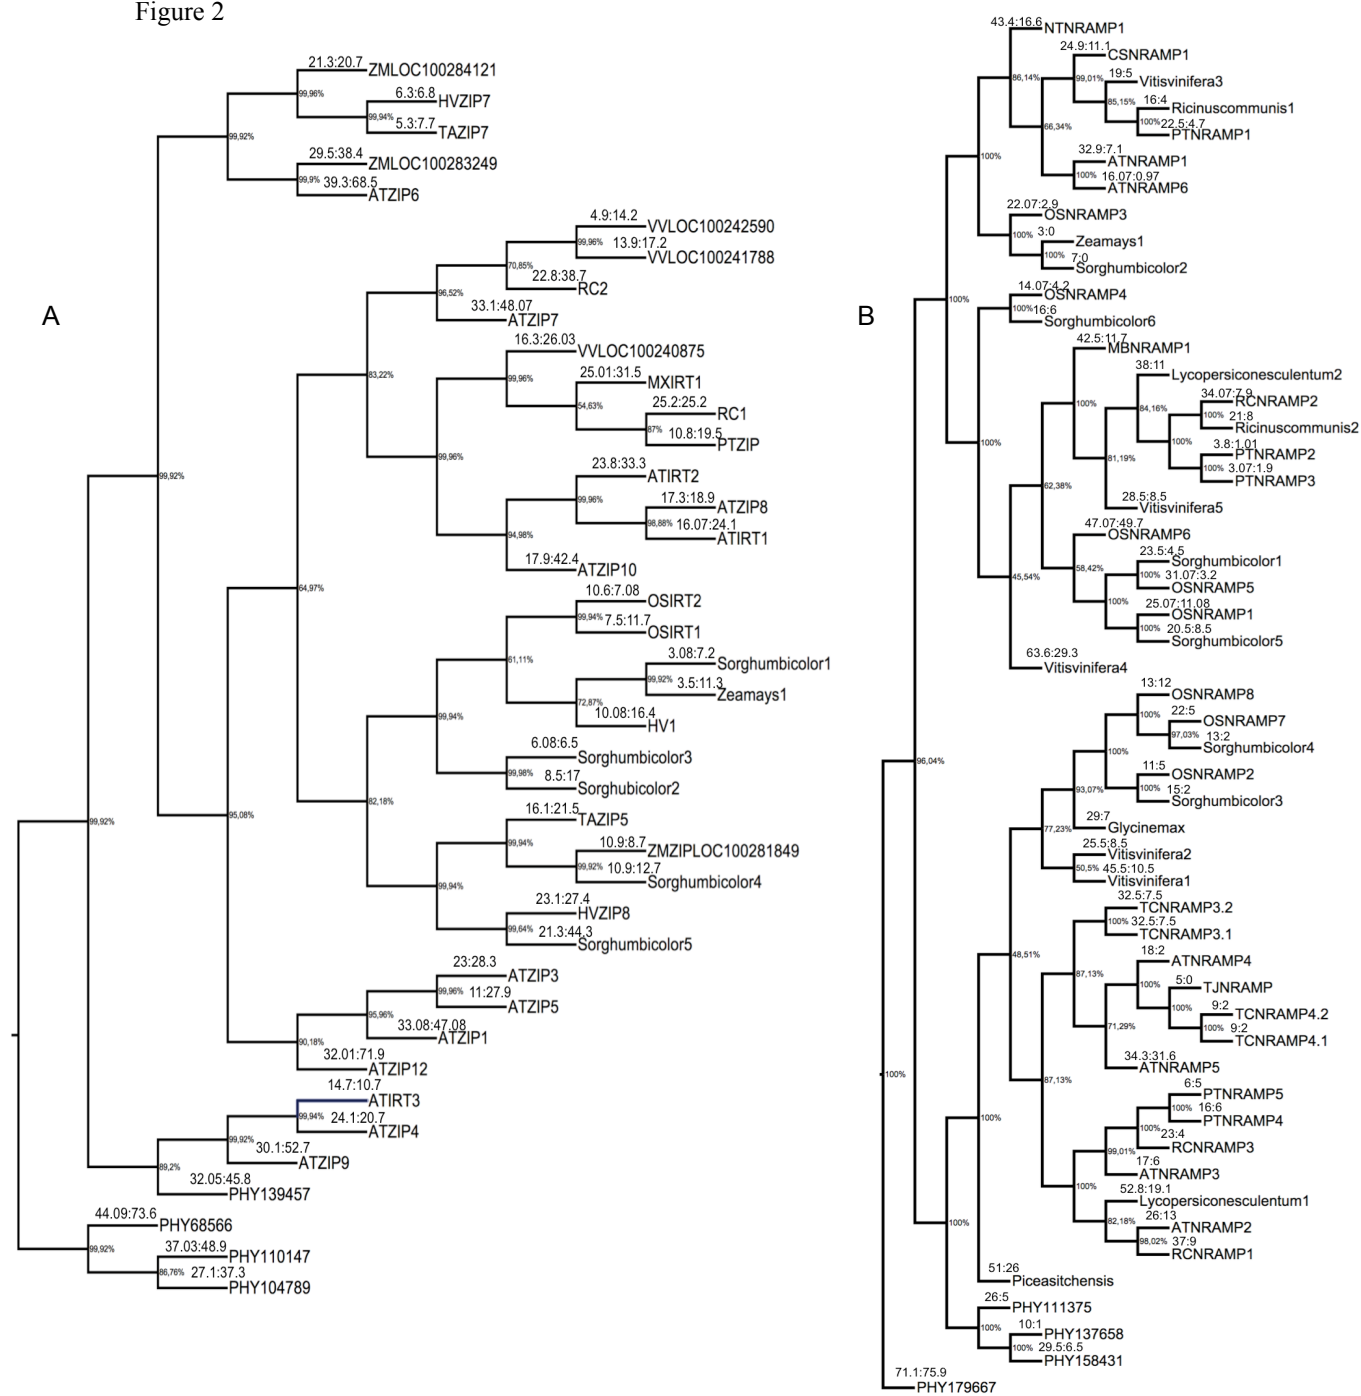 Figure 2
A
21.3:20.7
ZMLOC100284121
99,96%
6.3:6.8
HVZIP7
99,94%
5.3:7.7
TAZIP7
99,92%
29.5:38.4
ZMLOC100283249
99,9%
39.3:68.5
ATZIP6
4.9:14.2
VVLOC100242590
99,96%
13.9:17.2
VVLOC100241788
70,85%
22.8:38.7
RC2
96,52%
33.1:48.07
ATZIP7
83,22%
16.3:26.03
VVLOC100240875
99,96%
25.01:31.5
MXIRT1
54,63%
25.2:25.2
RC1
87%
10.8:19.5
PTZIP
99,96%
23.8:33.3
ATIRT2
99,96%
17.3:18.9
ATZIP8
98,88%
16.07:24.1
ATIRT1
94,98%
17.9:42.4
ATZIP10
99,92%
64,97%
10.6:7.08
OSIRT2
99,94%
7.5:11.7
OSIRT1
61,11%
3.08:7.2
Sorghumbicolor1
99,92%
3.5:11.3
Zeamays1
72,87%
10.08:16.4
HV1
99,94%
6.08:6.5
Sorghumbicolor3
99,98%
8.5:17
Sorghubicolor2
82,18%
16.1:21.5
TAZIP5
99,94%
10.9:8.7
ZMZIPLOC100281849
99,92%
10.9:12.7
Sorghumbicolor4
99,94%
23.1:27.4
HVZIP8
99,64%
21.3:44.3
Sorghumbicolor5
95,08%
99,92%
23:28.3
ATZIP3
99,96%
11:27.9
ATZIP5
95,96%
33.08:47.08
ATZIP1
90,18%
32.01:71.9
ATZIP12
14.7:10.7
ATIRT3
99,94%
24.1:20.7
ATZIP4
99,92%
30.1:52.7
ATZIP9
89,2%
32.05:45.8
PHY139457
44.09:73.6
PHY68566
99,92%
37.03:48.9
PHY110147
86,76%
27.1:37.3
PHY104789
B
43.4:16.6
NTNRAMP1
86,14%
24.9:11.1
CSNRAMP1
99,01%
19:5
Vitisvinifera3
85,15%
16:4
Ricinuscommunis1
100%
22.5:4.7
PTNRAMP1
66,34%
32.9:7.1
ATNRAMP1
100%
16.07:0.97
ATNRAMP6
100%
22.07:2.9
OSNRAMP3
100%
3:0
Zeamays1
100%
7:0
Sorghumbicolor2
100%
14.07:4.2
OSNRAMP4
100%
16:6
Sorghumbicolor6
100%
42.5:11.7
MBNRAMP1
100%
38:11
Lycopersiconesculentum2
84,16%
34.07:7.9
RCNRAMP2
100%
21:8
Ricinuscommunis2
100%
3.8:1.01
PTNRAMP2
100%
3.07:1.9
PTNRAMP3
81,19%
28.5:8.5
Vitisvinifera5
62,38%
47.07:49.7
OSNRAMP6
58,42%
23.5:4.5
Sorghumbicolor1
100%
31.07:3.2
OSNRAMP5
100%
25.07:11.08
OSNRAMP1
100%
20.5:8.5
Sorghumbicolor5
45,54%
63.6:29.3
Vitisvinifera4
96,04%
13:12
OSNRAMP8
100%
22:5
OSNRAMP7
97,03%
13:2
Sorghumbicolor4
100%
11:5
OSNRAMP2
100%
15:2
Sorghumbicolor3
93,07%
29:7
Glycinemax
77,23%
25.5:8.5
Vitisvinifera2
50,5%
45.5:10.5
Vitisvinifera1
48,51%
32.5:7.5
TCNRAMP3.2
100%
32.5:7.5
TCNRAMP3.1
87,13%
18:2
ATNRAMP4
100%
5:0
TJNRAMP
100%
9:2
TCNRAMP4.2
100%
9:2
TCNRAMP4.1
71,29%
34.3:31.6
ATNRAMP5
87,13%
6:5
PTNRAMP5
100%
16:6
PTNRAMP4
100%
23:4
RCNRAMP3
99,01%
17:6
ATNRAMP3
100%
52.8:19.1
Lycopersiconesculentum1
82,18%
26:13
ATNRAMP2
98,02%
37:9
RCNRAMP1
100%
51:26
Piceasitchensis
100%
26:5
PHY111375
100%
10:1
PHY137658
100%
29.5:6.5
PHY158431
100%
71.1:75.9
PHY179667